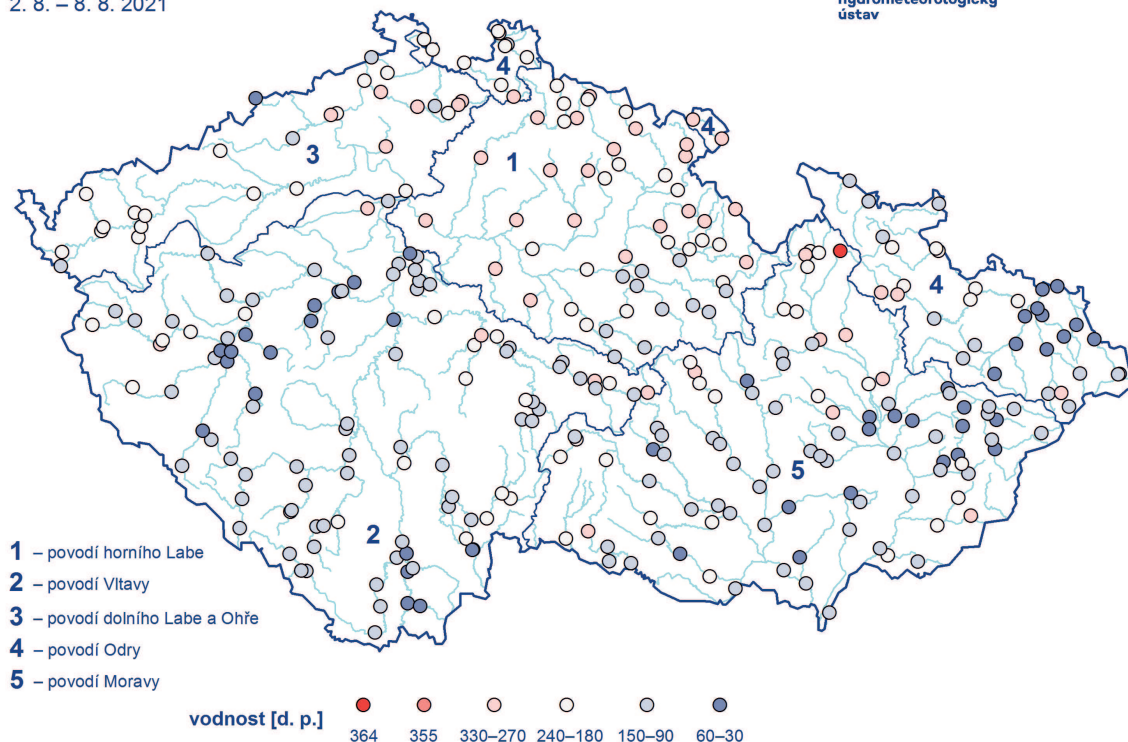 2. 8. – 8. 8. 2021
hydrometeorologický
ústav
4
4
3
1
4
5
2
1 – povodí horního Labe
2 – povodí Vltavy
3 – povodí dolního Labe a Ohře
4 – povodí Odry
5 – povodí Moravy
vodnost [d. p.]
364 355 330–270 240–180 150–90 60–30